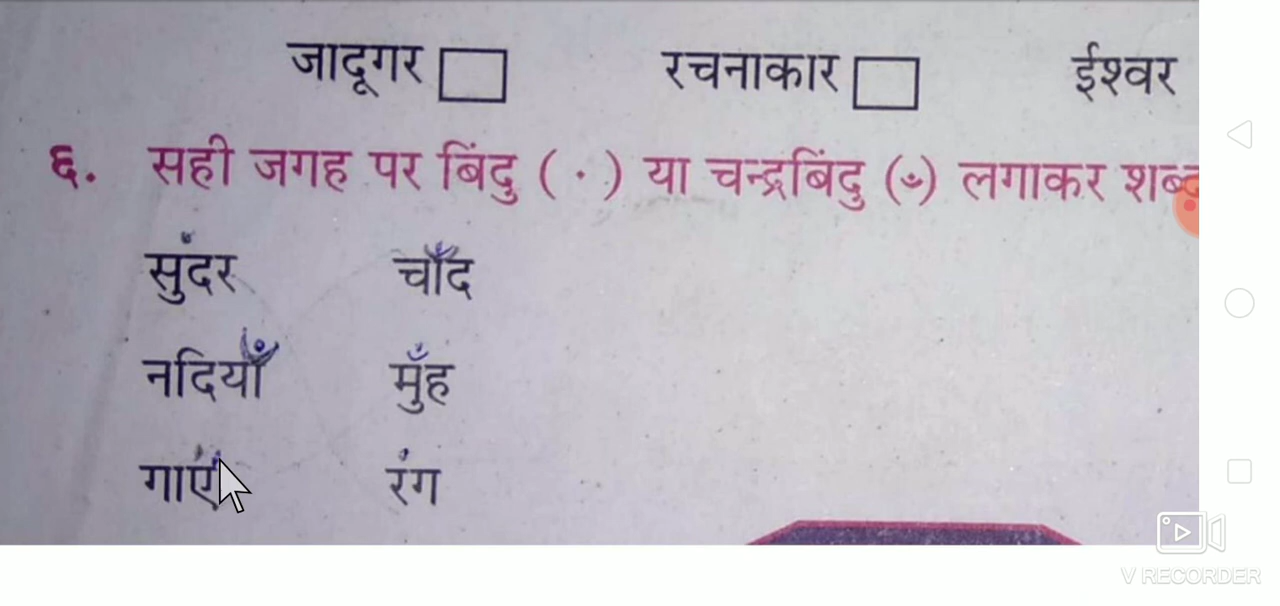 जादूगर रचनाकार ईश्वर
६. सही जगह पर बिंदु ( ं ) या चन्द्रबिंदु (ँ) लगाकर शब्द
सुंदर चाँद
नदियाँ मुँह
गाएं रंग
V RECORDER